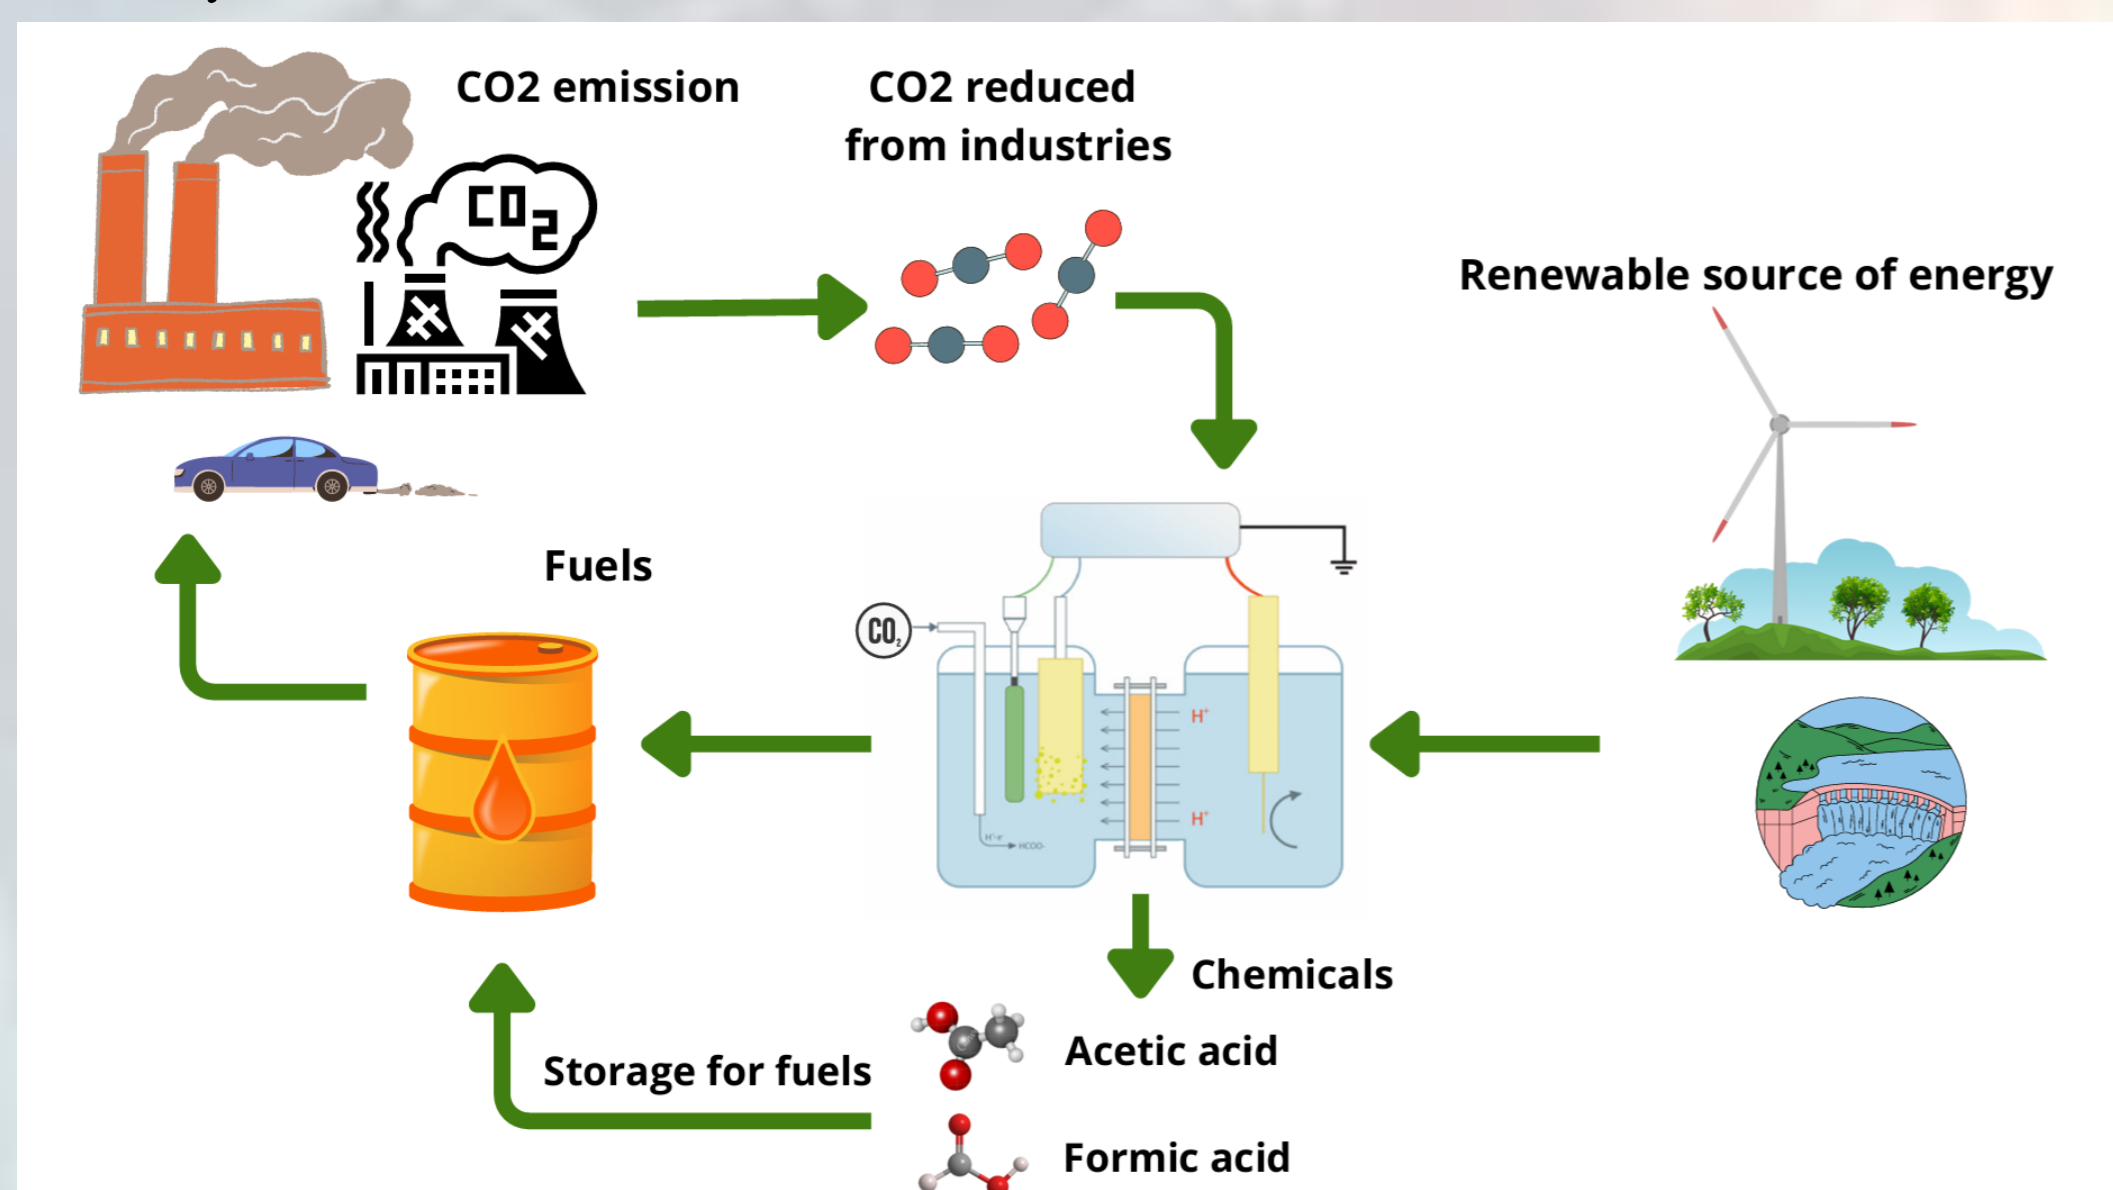 CO2 emission
CO2 reduced
from industries
CO2
Renewable source of energy
Fuels
CO2
H+
H+
H+e-
HCOO-
Chemicals
Acetic acid
Storage for fuels
Formic acid